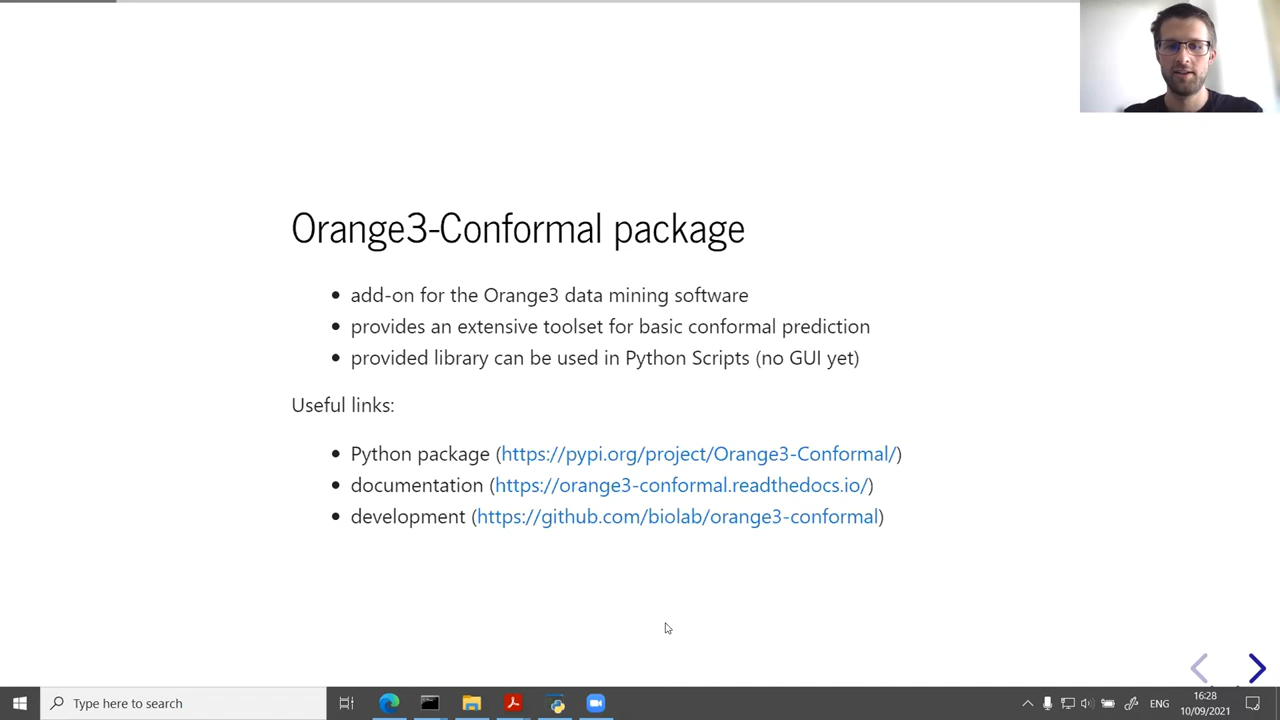 Orange3-Conformal package
add-on for the Orange3 data mining software
provides an extensive toolset for basic conformal prediction
provided library can be used in Python Scripts (no GUI yet)
Useful links:
Python package (https://pypi.org/project/Orange3-Conformal/)
documentation (https://orange3-conformal.readthedocs.io/)
development (https://github.com/biolab/orange3-conformal)
Type here to search
ENG
16:28
10/09/2021